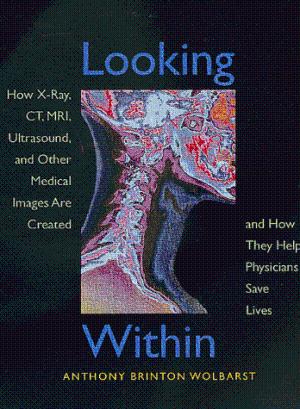 Looking
How X-Ray,
CT, MRI,
Ultrasound,
and Other
Medical
Images Are
Created
and How
They Help
Physicians
Save
Lives
Within
ANTHONY BRINTON WOLBARST